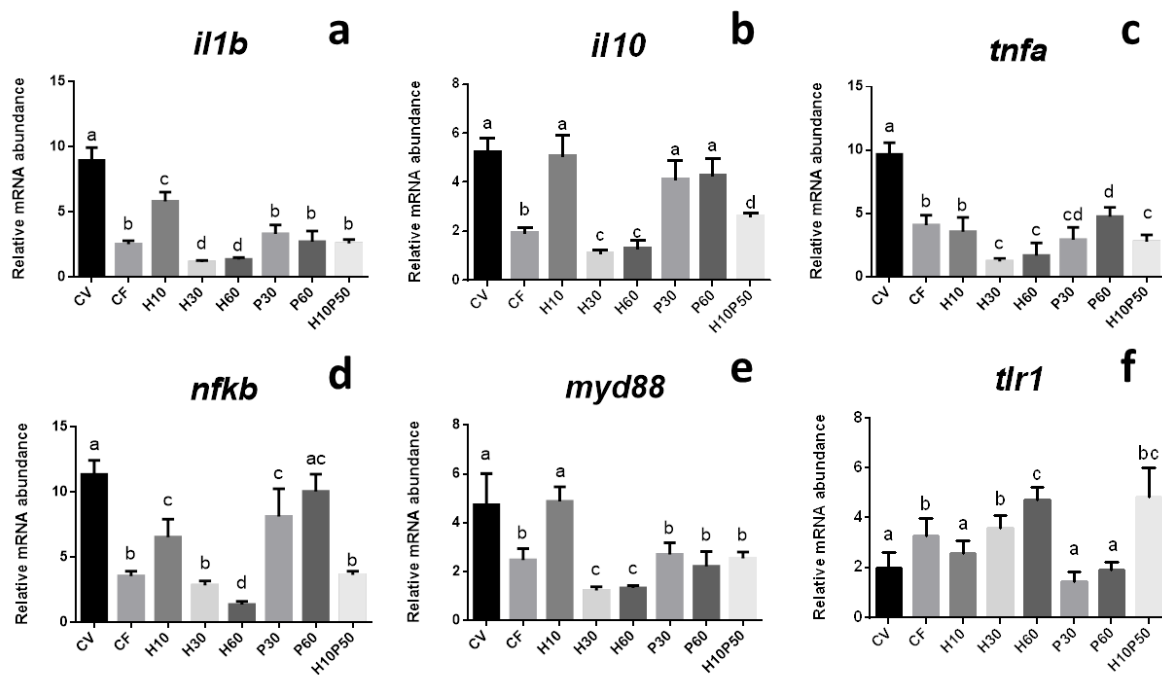 il1b
a
Relative mRNA abundance
15
10
5
0
a
b
c
d
d
b
b
b
CV
CF
H10
H30
H60
P30
P60
H10P50
il10
b
Relative mRNA abundance
8
6
4
2
0
a
b
a
c
c
a
a
d
CV
CF
H10
H30
H60
P30
P60
H10P50
tnfa
c
Relative mRNA abundance
15
10
5
0
a
b
b
c
c
cd
d
c
CV
CF
H10
H30
H60
P30
P60
H10P50
nfkb
d
Relative mRNA abundance
15
10
5
0
a
b
c
b
d
c
ac
b
CV
CF
H10
H30
H60
P30
P60
H10P50
myd88
e
Relative mRNA abundance
8
6
4
2
0
a
b
a
c
c
b
b
b
CV
CF
H10
H30
H60
P30
P60
H10P50
tlr1
f
Relative mRNA abundance
8
6
4
2
0
a
b
a
b
c
a
a
bc
CV
CF
H10
H30
H60
P30
P60
H10P50